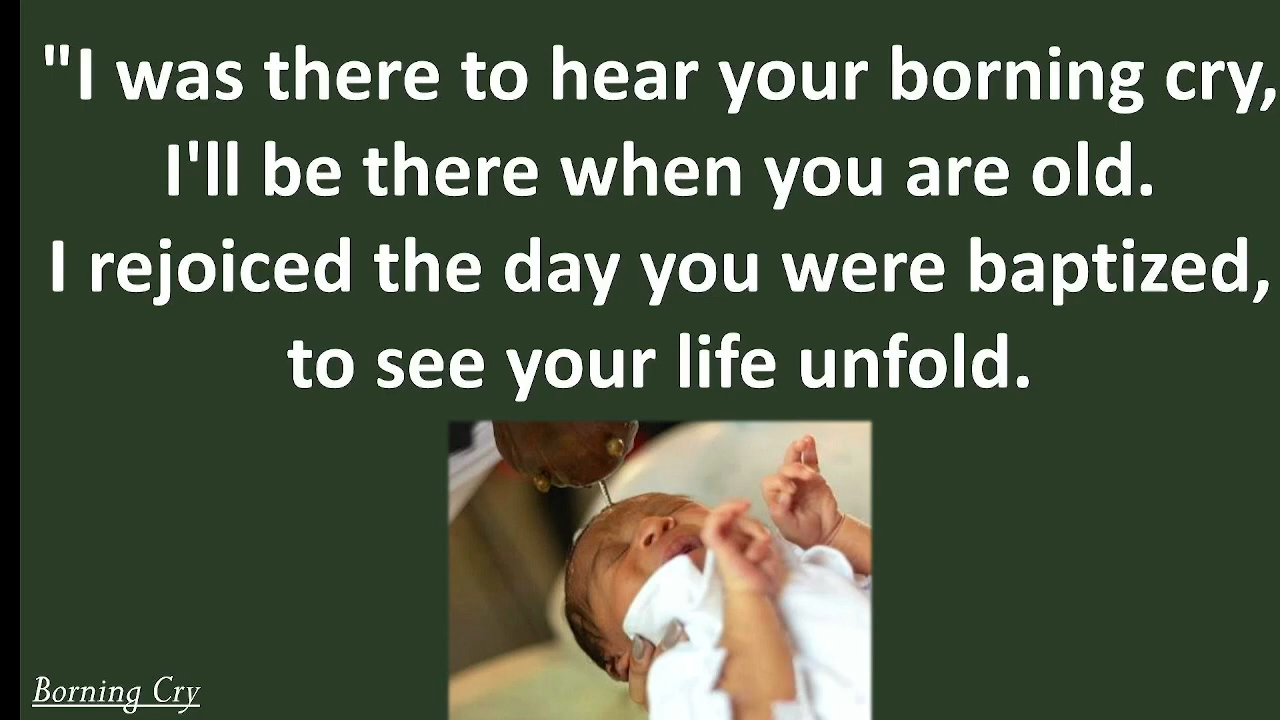 "I was there to hear your borning cry,
I'll be there when you are old.
I rejoiced the day you were baptized,
to see your life unfold.
Borning Cry